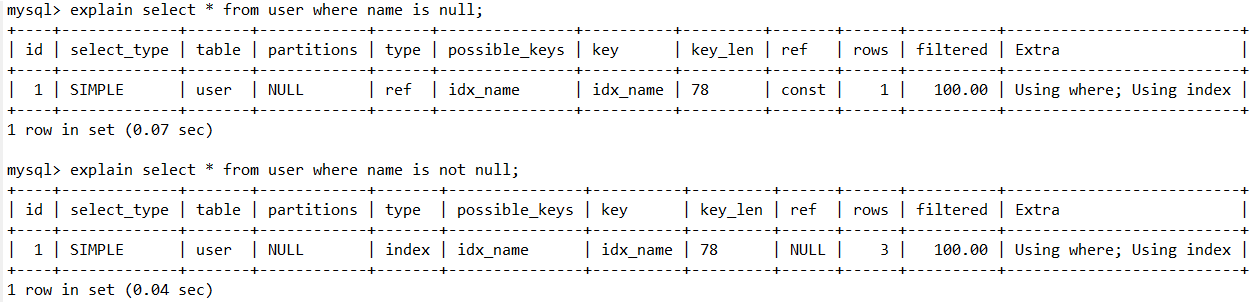 mysql> explain select * from user where name is null;
+----+-------------+-------+------------+------+---------------+----------+---------+-------+------+----------+--------------------------+
| id | select_type | table | partitions | type | possible_keys | key      | key_len | ref   | rows | filtered | Extra                    |
+----+-------------+-------+------------+------+---------------+----------+---------+-------+------+----------+--------------------------+
| 1 | SIMPLE      | user  | NULL       | ref  | idx_name      | idx_name | 78      | const |    1 |   100.00 | Using where; Using index |
+----+-------------+-------+------------+------+---------------+----------+---------+-------+------+----------+--------------------------+
1 row in set (0.07 sec)

mysql> explain select * from user where name is not null;
+----+-------------+-------+------------+-------+---------------+----------+---------+------+------+----------+--------------------------+
| id | select_type | table | partitions | type  | possible_keys | key      | key_len | ref  | rows | filtered | Extra                    |
+----+-------------+-------+------------+-------+---------------+----------+---------+------+------+----------+--------------------------+
| 1 | SIMPLE      | user  | NULL       | index | idx_name      | idx_name | 78      | NULL |    3 |   100.00 | Using where; Using index |
+----+-------------+-------+------------+-------+---------------+----------+---------+------+------+----------+--------------------------+
1 row in set (0.04 sec)